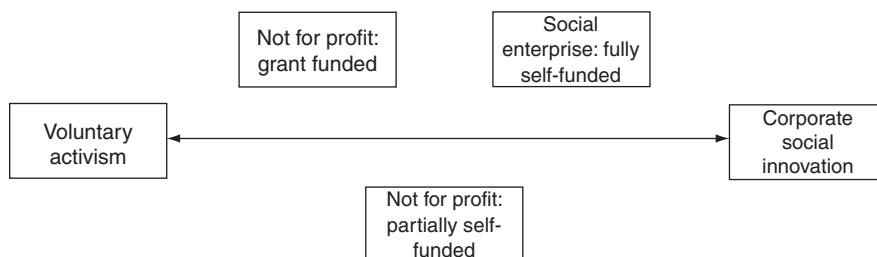 Not for profit:
grant funded
Social
enterprise: fully
self-funded
Voluntary
activism
Corporate
social
innovation
Not for profit:
partially self-
funded